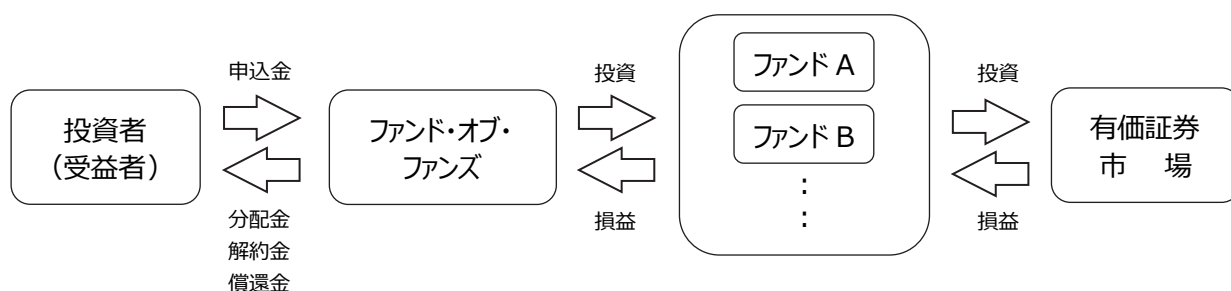 投資者
（受益者）
申込金
分配金
解約金
償還金
ファンド・オブ・
ファンズ
投資
損益
ファンド A
ファンド B
：
：
投資
損益
有価証券
市　場